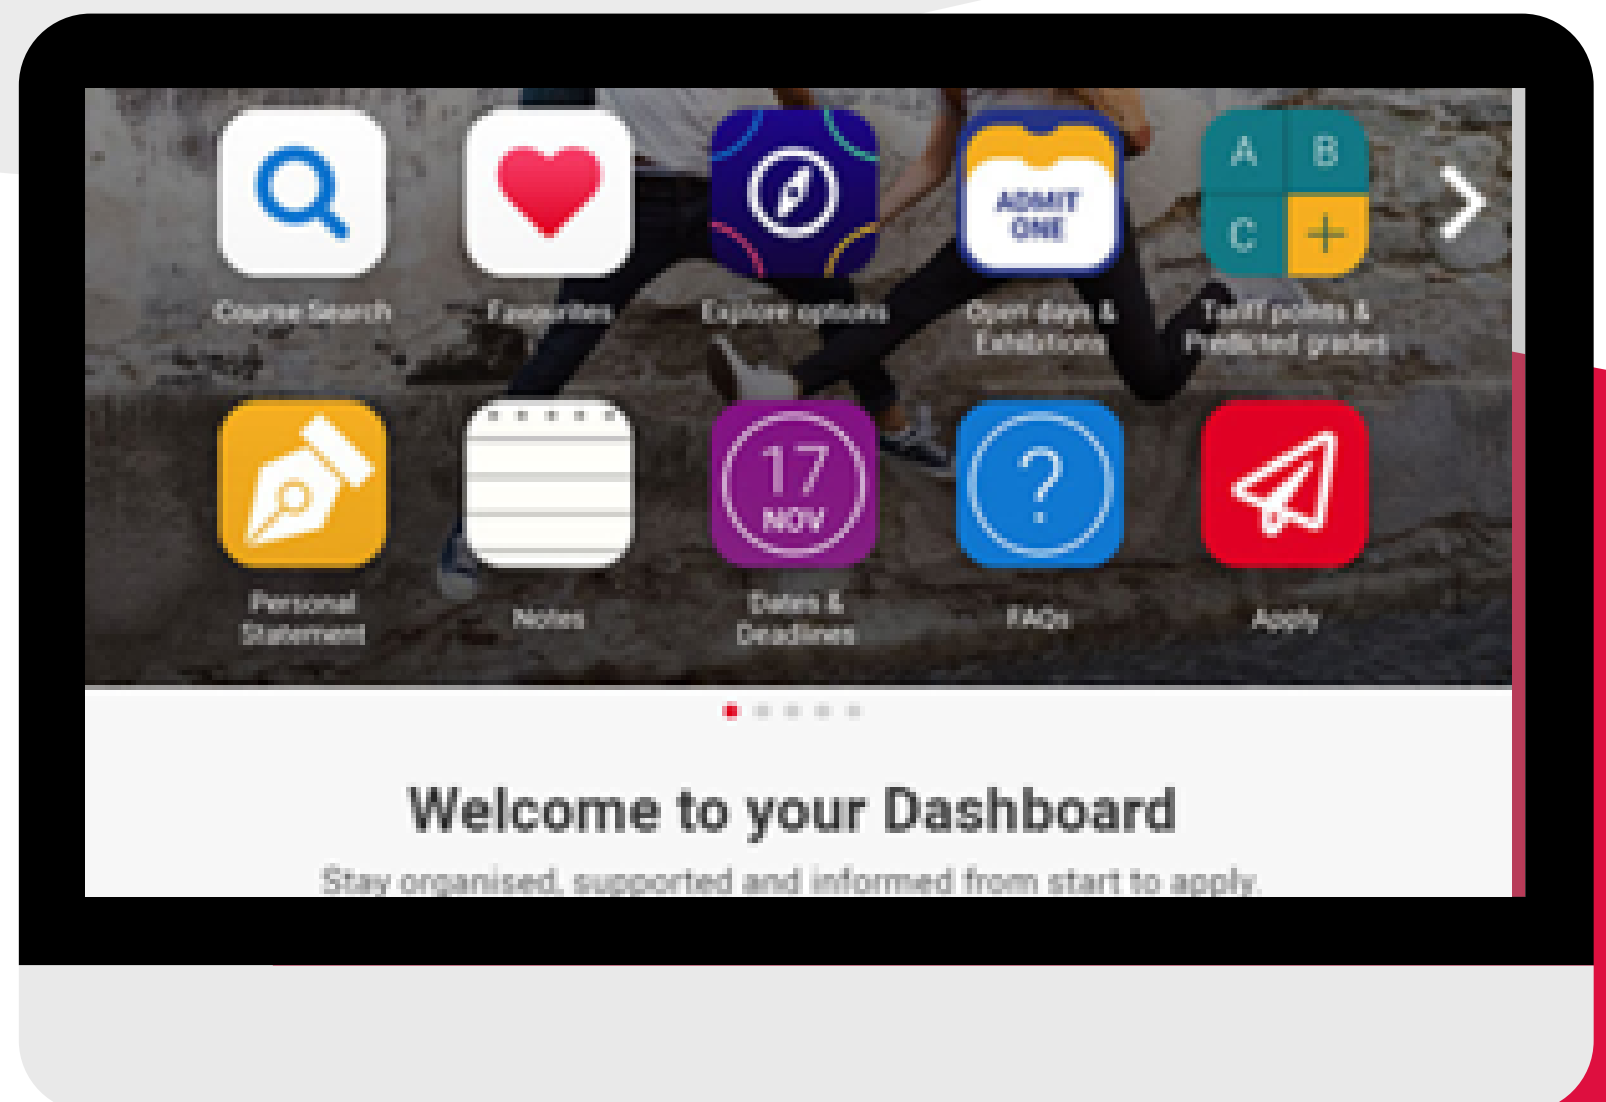 A B
ADMIT
ONE
C +
Course Search Favourites Explore options Open days & Tariff points &
Exhibitions Predicted grades
17
NOV
?
Personal Notes Dates & FAQs Apply
Statement Deadlines
Welcome to your Dashboard
Stay organised, supported and informed from start to apply.